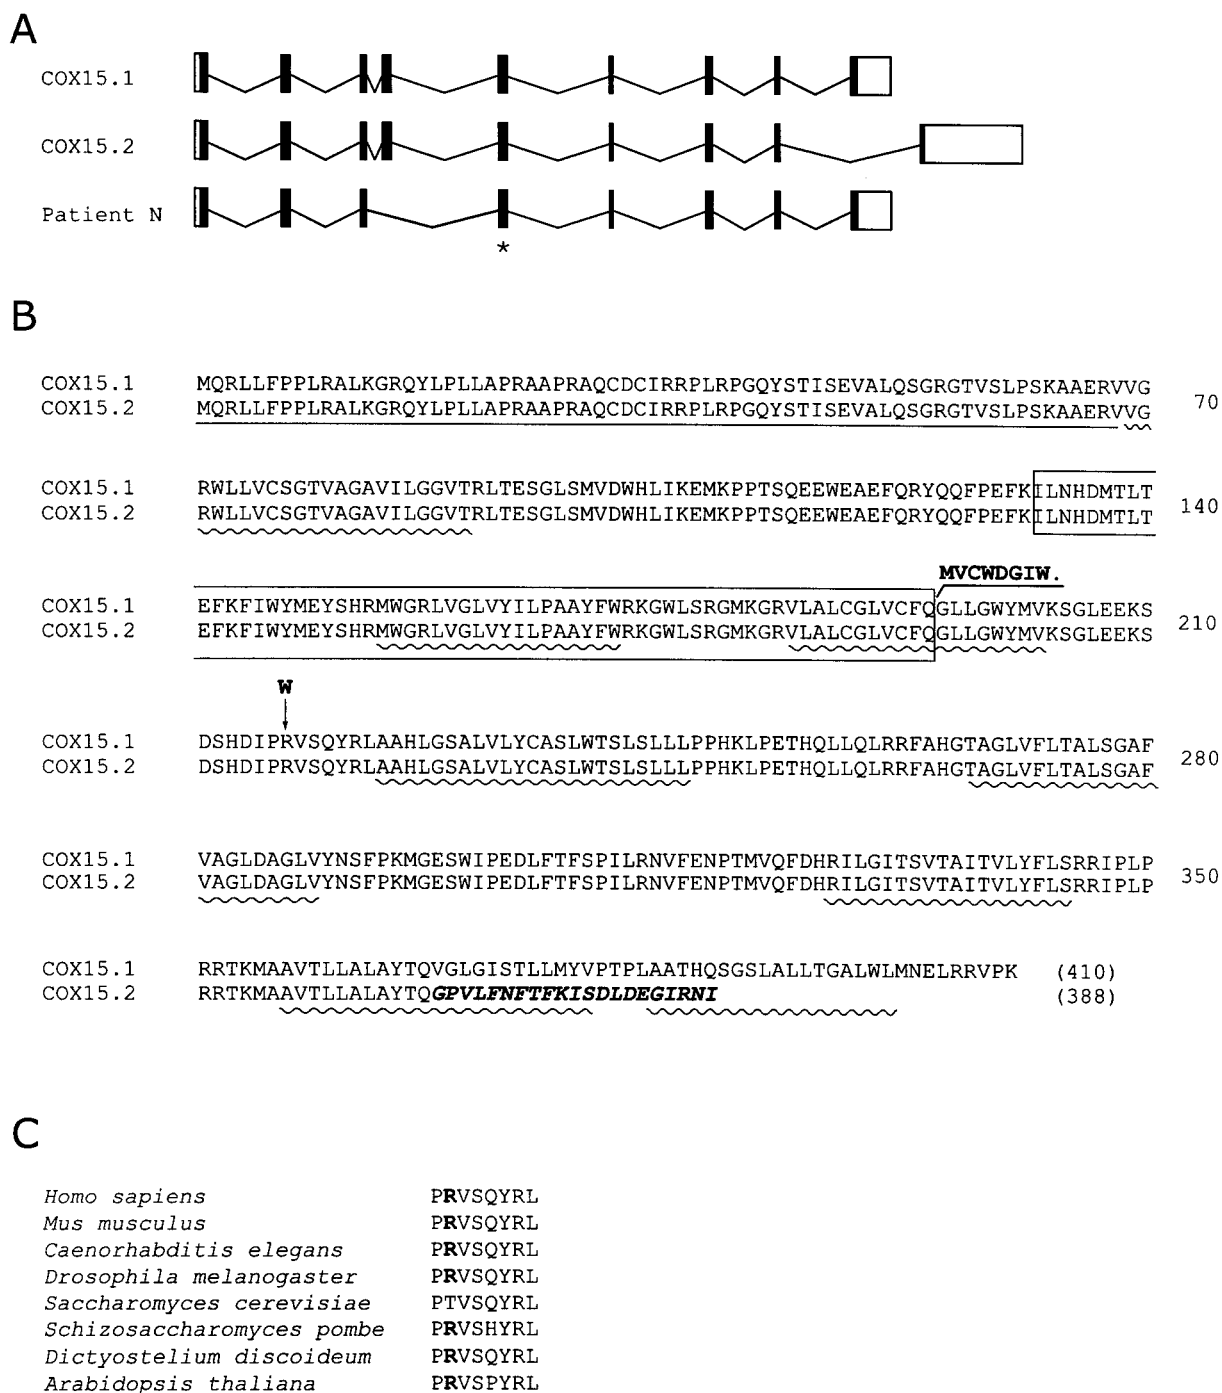 A
COX15.1
COX15.2
Patient N
*
B
COX15.1 MQRLLFPPLRALKGRQYLPLLAPRAAPRAQCDCIRRPLRPGQYSTISEVALQSGRGTVSLPSKAAERVVG
COX15.2 MQRLLFPPLRALKGRQYLPLLAPRAAPRAQCDCIRRPLRPGQYSTISEVALQSGRGTVSLPSKAAERVVG
70
COX15.1 RWLLVCSGTVAGAVILGGVTRLTESGLSMVDWHLIKEMKPPTSQEEWEAEFQRYQQFPEFKILNHDMTLT
COX15.2 RWLLVCSGTVAGAVILGGVTRLTESGLSMVDWHLIKEMKPPTSQEEWEAEFQRYQQFPEFKILNHDMTLT
140
MVCWDGIW.
COX15.1 EFKFIWYMEYSHRMWGRLVGLVYILPAAYFWRKGWLSRGMKGRVLALCGLVCFQGLLGWYMVKSGLEEKS
COX15.2 EFKFIWYMEYSHRMWGRLVGLVYILPAAYFWRKGWLSRGMKGRVLALCGLVCFQGLLGWYMVKSGLEEKS
210
W
COX15.1 DSHDIPRVSQYRLAAHLGSALVLYCASLWTSLSLLLPPHKLPETHQLLQLRRFAHGTAGLVFLTALSGAF
COX15.2 DSHDIPRVSQYRLAAHLGSALVLYCASLWTSLSLLLPPHKLPETHQLLQLRRFAHGTAGLVFLTALSGAF
280
COX15.1 VAGLDAGLVYNSFPKMGESWIPEDLFTFSPILRNVFENPTMVQFDHRILGITSVTAITVLYFLSRRIPLP
COX15.2 VAGLDAGLVYNSFPKMGESWIPEDLFTFSPILRNVFENPTMVQFDHRILGITSVTAITVLYFLSRRIPLP
350
COX15.1 RRTKMAAVTLLALAYTQVGLGISTLLMYVPTPLAATHQSGSLALLTGALWLMNELRRVPK (410)
COX15.2 RRTKMAAVTLLALAYTQGPVLFNFTFKISDLDEGIRNI (388)
C
Homo sapiens PRVSQYRL
Mus musculus PRVSQYRL
Caenorhabditis elegans PRVSQYRL
Drosophila melanogaster PRVSQYRL
Saccharomyces cerevisiae PTVSQYRL
Schizosaccharomyces pombe PRVSHYRL
Dictyostelium discoideum PRVSQYRL
Arabidopsis thaliana PRVSPYRL